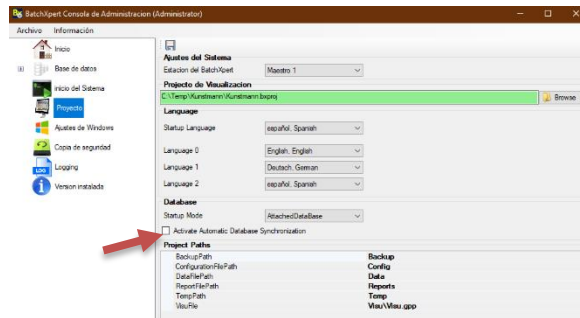 BatchXpert Consola de Administracion (Administrator)
Archivo Información
Inicio
Base de datos
inicio del Sistema
Proyecto
Ajustes de Windows
Copia de seguridad
LOG
Logging
Version instalada
Ajustes del Sistema
Estacion del BatchXpert Maestro 1
Projecto de Visualizacion
C:\Temp\Kunstmann\Kunstmann.bxproj Browse
Language
Startup Language español, Spanish
Language 0 English, English
Language 1 Deutsch, German
Language 2 español, Spanish
Database
Startup Mode AttachedDataBase
Activate Automatic Database Synchronization
Project Paths
BackupPath Backup
ConfigurationFilePath Config
DataFilePath Data
ReportFilePath Reports
TempPath Temp
VisuFile Visu\Visu.gpp